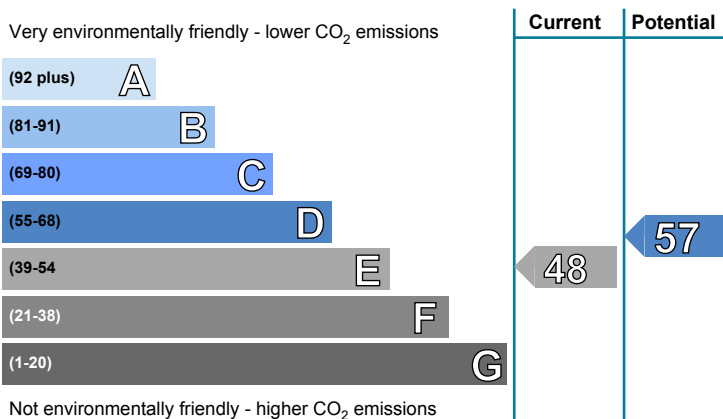 Very environmentally friendly - lower CO2 emissions
Current
Potential
(92 plus) A
(81-91) B
(69-80) C
(55-68) D
57
(39-54 E
48
(21-38) F
(1-20) G
Not environmentally friendly - higher CO2 emissions